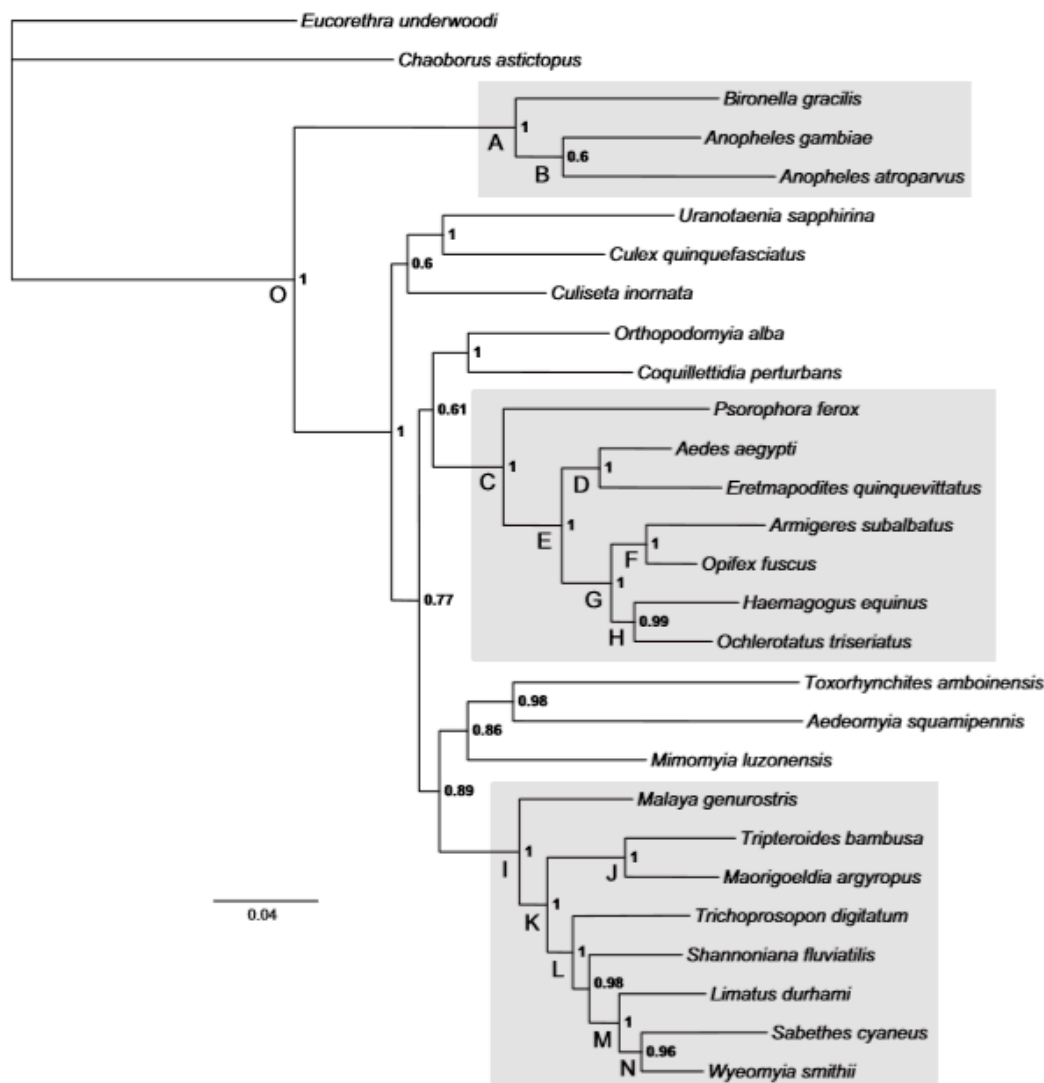 Eucorethra underwoodi
Chaoborus astictopus
Bironella gracilis
A
1
Anopheles gambiae
B
0.6
Anopheles atroparvus
Uranotaenia sapphirina
1
Culex quinquefasciatus
0.6
O
1
Culiseta inornata
Orthopodomyia alba
1
Coquillettidia perturbans
0.61
Psorophora ferox
1
Aedes aegypti
C
1
D
1
Eretmapodites quinquevittatus
E
1
Armigeres subalbatus
F
1
Opifex fuscus
G
1
0.77
Haemagogus equinus
H
0.99
Ochlerotatus triseriatus
Toxorhynchites amboinensis
0.98
Aedeomyia squamipennis
0.86
Mimomyia luzonensis
0.89
Malaya genurostris
I
1
Tripteroides bambusa
J
1
Maorigoeldia argyropus
K
1
0.04
Trichoprosopon digitatum
L
1
Shannoniana fluviatilis
0.98
Limatus durhami
M
1
Sabethes cyaneus
N
0.96
Wyeomyia smithii